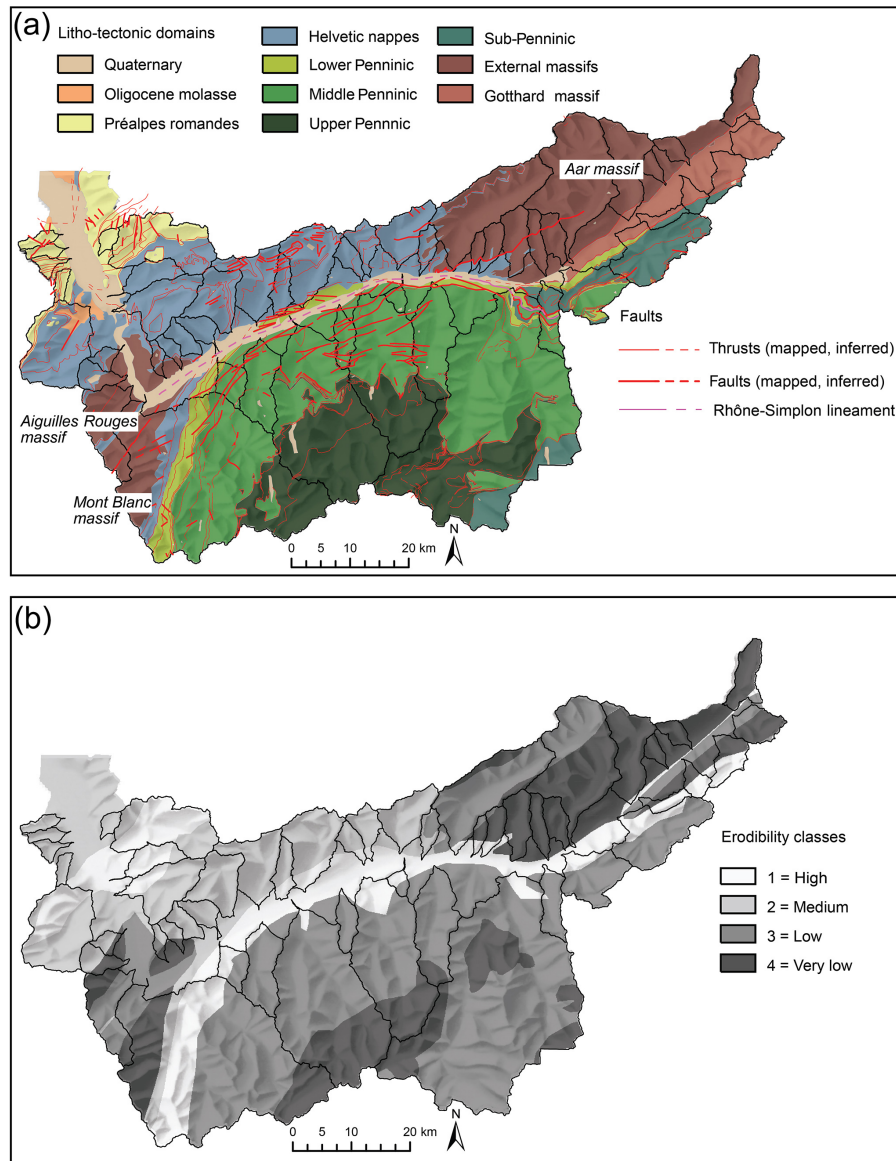 (a)
Litho-tectonic domains
Quaternary
Oligocene molasse
Préalpes romandes
Helvetic nappes
Lower Penninic
Middle Penninic
Upper Pennnic
Sub-Penninic
External massifs
Gotthard massif
Aar massif
Aiguilles Rouges
massif
Mont Blanc
massif
Faults
Thrusts (mapped, inferred)
Faults (mapped, inferred)
Rhône-Simplon lineament
N
0 5 10 20 km
(b)
Erodibility classes
1 = High
2 = Medium
3 = Low
4 = Very low
N
0 5 10 20 km